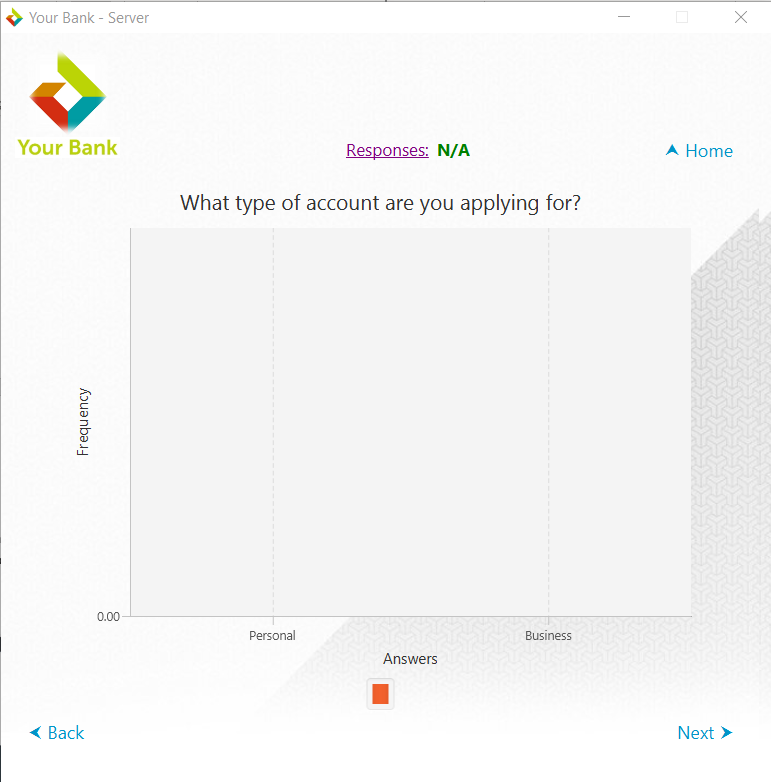 Your Bank - Server
Your Bank
Responses: N/A
Home
What type of account are you applying for?
Frequency
0.00
Personal Business
Answers
Back Next